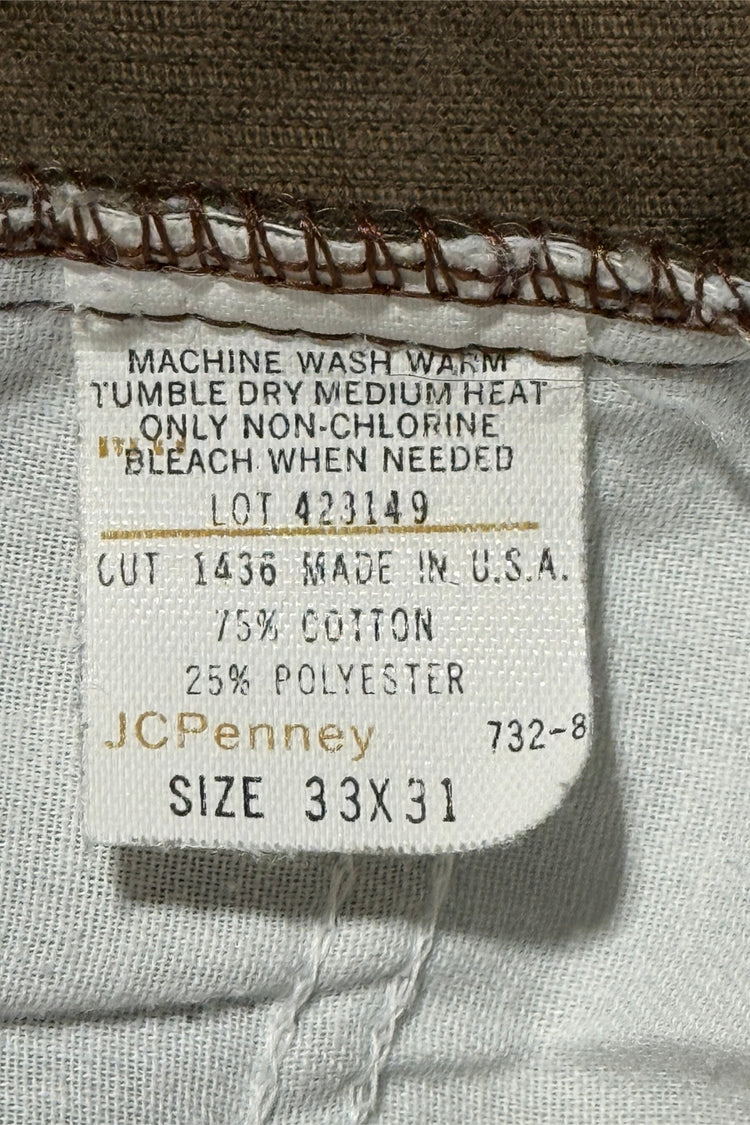 MACHINE WASH WARM
TUMBLE DRY MEDIUM HEAT
ONLY NON-CHLORINE
BLEACH WHEN NEEDED
LOT 423149
CUT 1436 MADE IN U.S.A.
75% COTTON
25% POLYESTER
JCPenney 732-8
SIZE 33X31